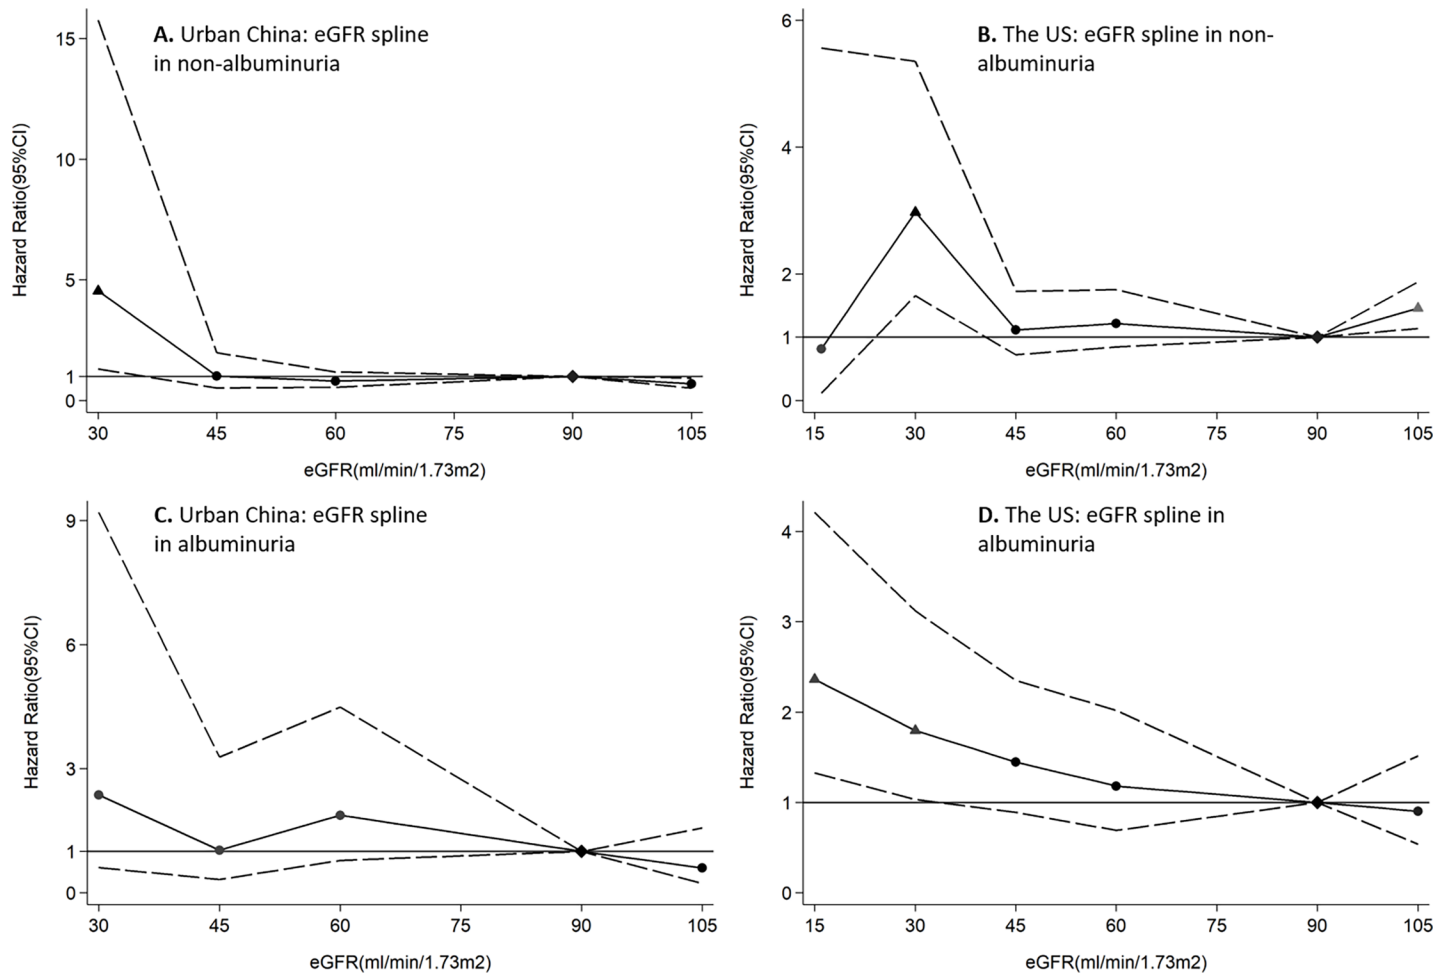 A. Urban China: eGFR spline
in non-albuminuria
Hazard Ratio(95%CI)
15
10
5
1
0
30 45 60 75 90 105
eGFR(ml/min/1.73m2)
B. The US: eGFR spline in non-
albuminuria
Hazard Ratio(95%CI)
6
4
2
1
0
15 30 45 60 75 90 105
eGFR(ml/min/1.73m2)
C. Urban China: eGFR spline
in albuminuria
Hazard Ratio(95%CI)
9
6
3
1
0
30 45 60 75 90 105
eGFR(ml/min/1.73m2)
D. The US: eGFR spline in
albuminuria
Hazard Ratio(95%CI)
4
3
2
1
0
15 30 45 60 75 90 105
eGFR(ml/min/1.73m2)